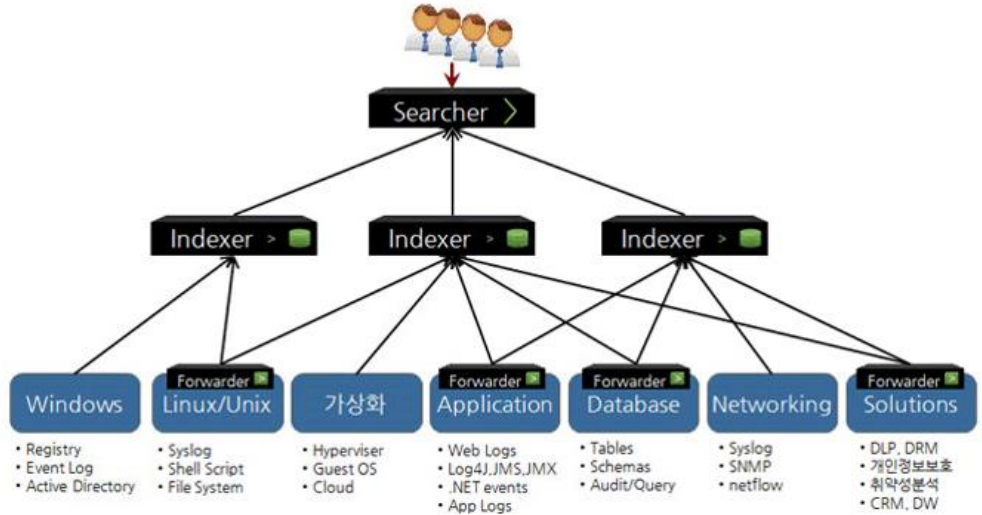 Searcher >
Indexer >
Indexer >
Indexer >
Forwarder >
Forwarder >
Forwarder >
Forwarder >
Windows
Linux/Unix
가상화
Application
Database
Networking
Solutions
• Registry
• Event Log
• Active Directory
• Syslog
• Shell Script
• File System
• Hyperviser
• Guest OS
• Cloud
• Web Logs
• Log4J,JMS,JMX
• .NET events
• App Logs
• Tables
• Schemas
• Audit/Query
• Syslog
• SNMP
• netflow
• DLP, DRM
• 개인정보보호
• 취약성분석
• CRM, DW